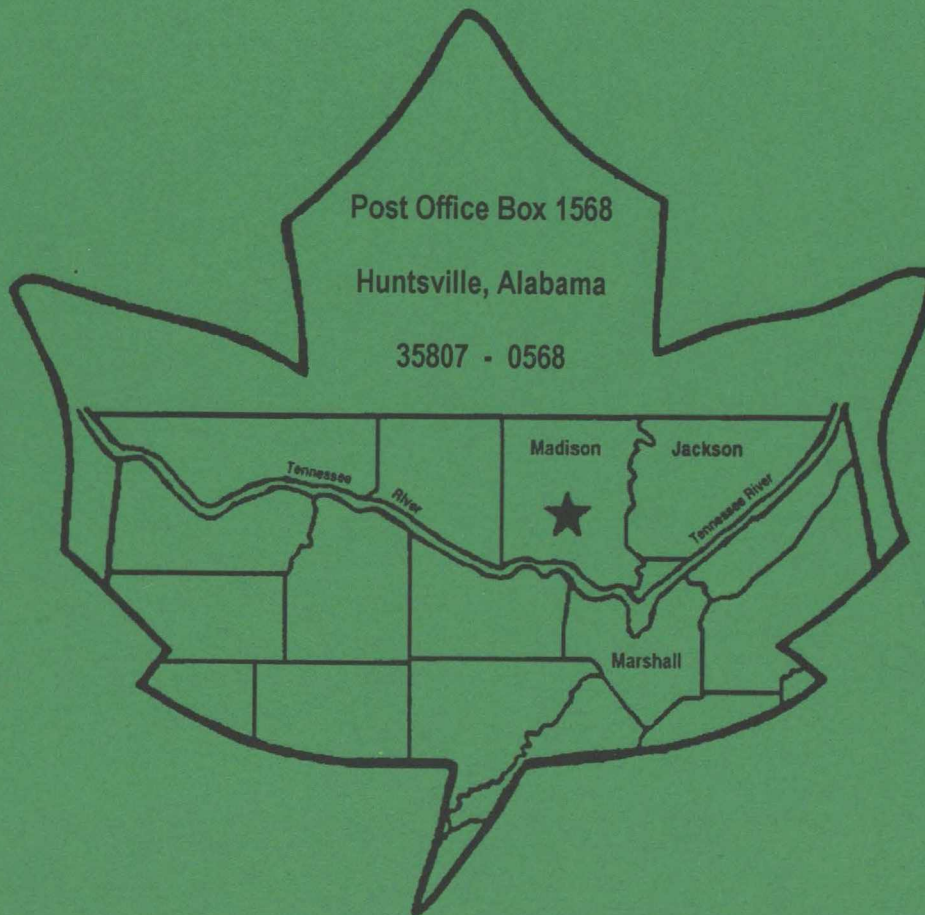 Post Office Box 1568
Huntsville, Alabama
35807 - 0568
Madison
Jackson
Tennessee
River
Tennessee River
Marshall